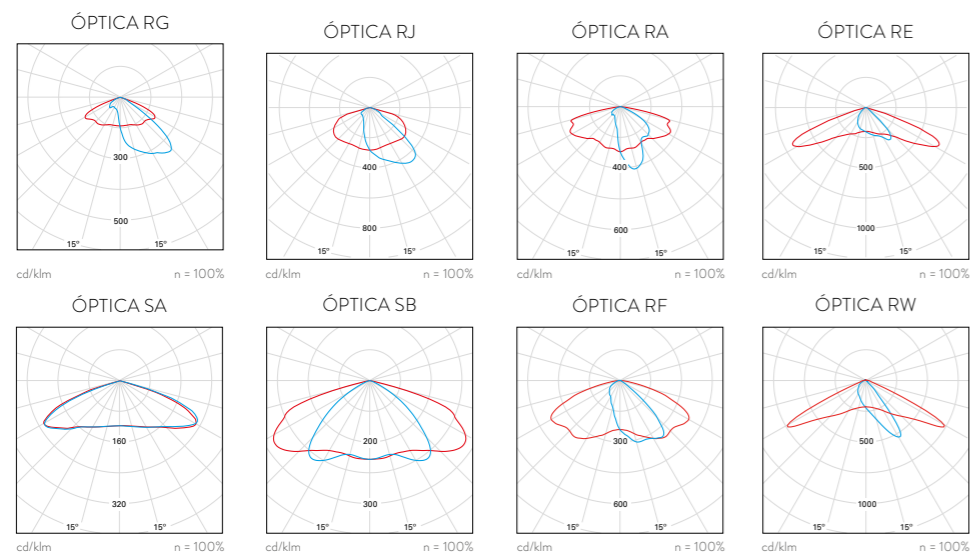 ÓPTICA RG
300
500
15° 15°
cd/klm n = 100%
ÓPTICA RJ
400
800
15° 15°
cd/klm n = 100%
ÓPTICA RA
400
600
15° 15°
cd/klm n = 100%
ÓPTICA RE
500
1000
15° 15°
cd/klm n = 100%
ÓPTICA SA
160
320
15° 15°
cd/klm n = 100%
ÓPTICA SB
200
300
15° 15°
cd/klm n = 100%
ÓPTICA RF
300
600
15° 15°
cd/klm n = 100%
ÓPTICA RW
500
1000
15° 15°
cd/klm n = 100%